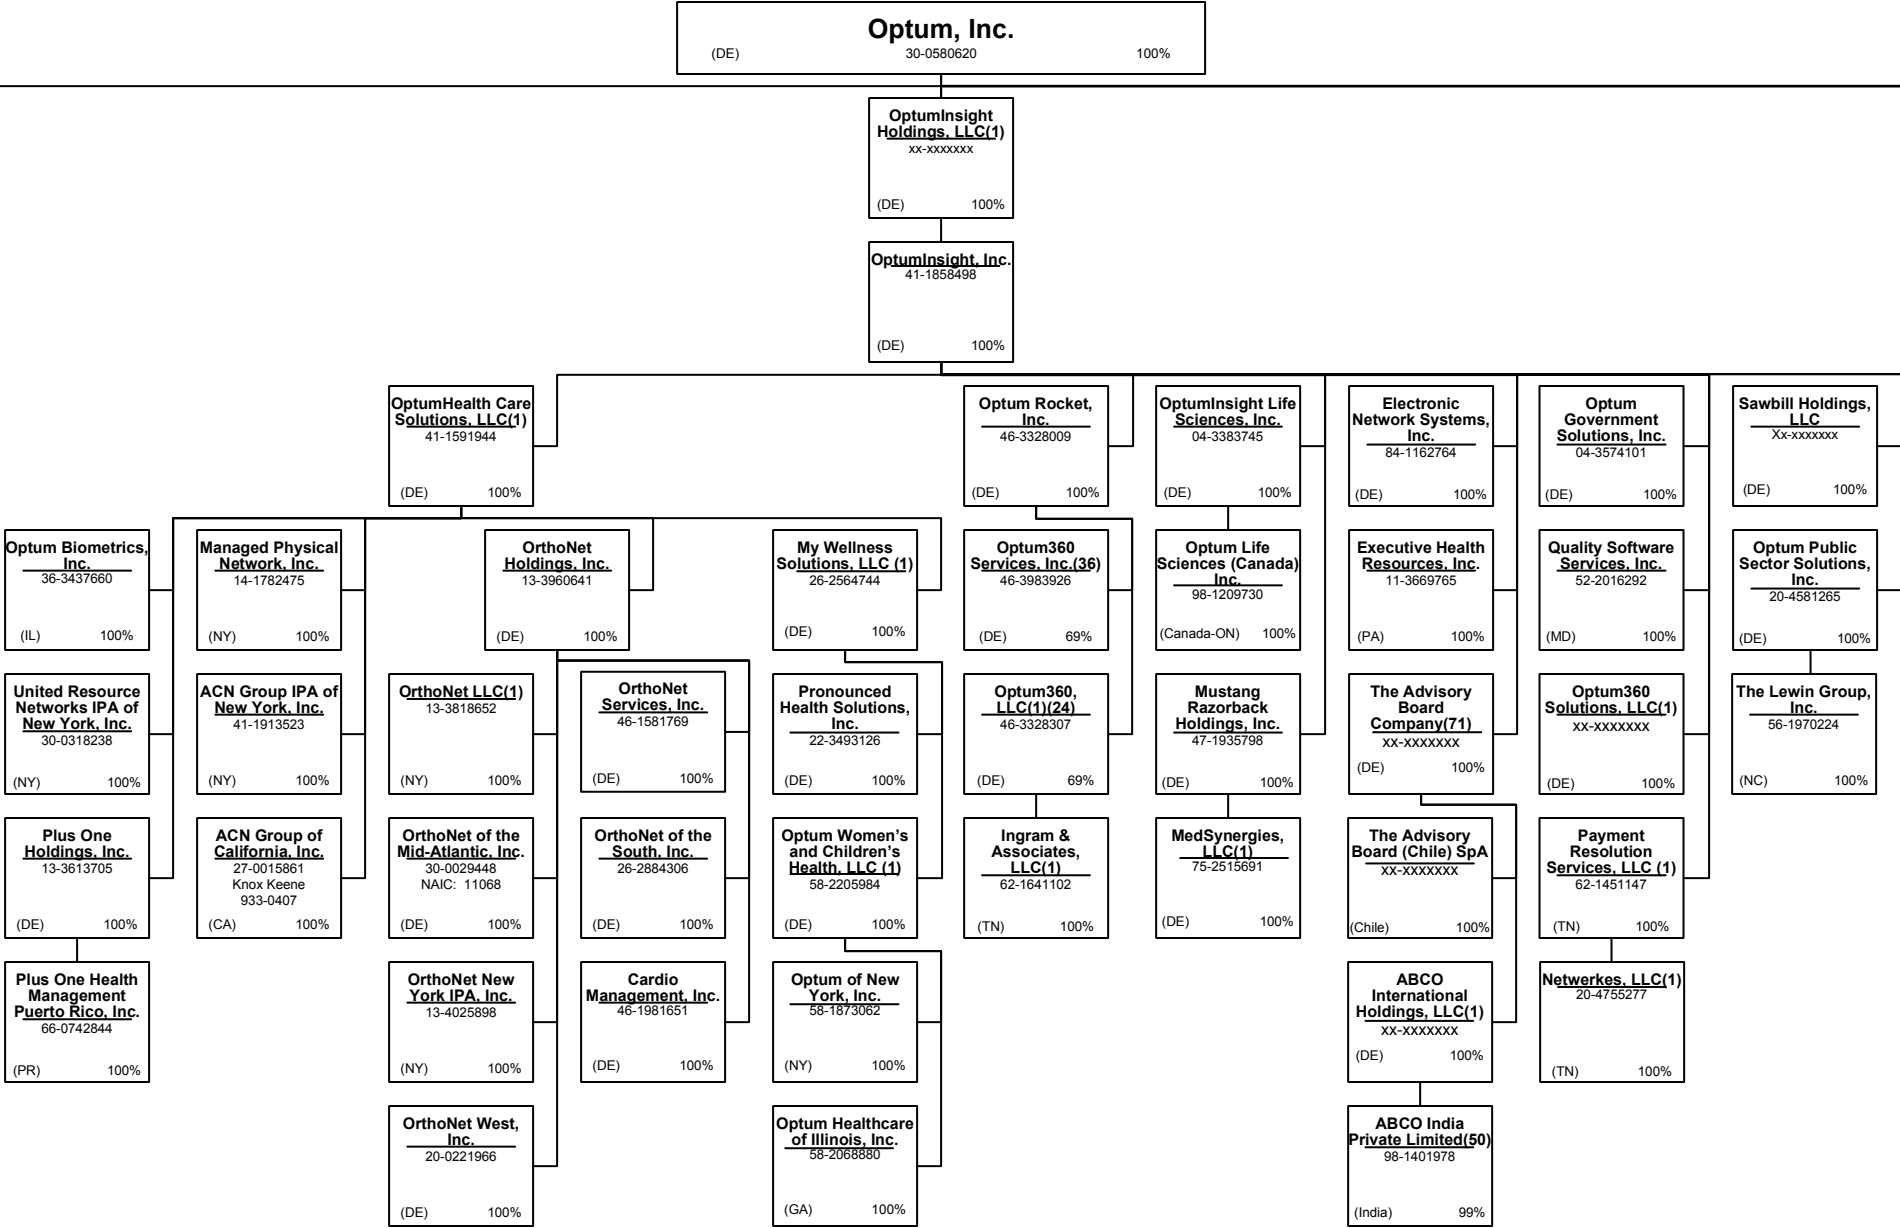 Optum, Inc.
(DE) 30-0580620 100%
OptumInsight
Holdings, LLC(1)
xx-xxxxxxx
(DE) 100%
OptumInsight, Inc.
41-1858498
(DE) 100%
OptumHealth Care
Solutions, LLC(1)
41-1591944
(DE) 100%
Optum Rocket,
Inc.
46-3328009
(DE) 100%
OptumInsight Life
Sciences, Inc.
04-3383745
(DE) 100%
Electronic
Network Systems,
Inc.
84-1162764
(DE) 100%
Optum
Government
Solutions, Inc.
04-3574101
(DE) 100%
Sawbill Holdings,
LLC
Xx-xxxxxxx
(DE) 100%
Optum Biometrics,
Inc.
36-3437660
(IL) 100%
Managed Physical
Network, Inc.
14-1782475
(NY) 100%
OrthoNet
Holdings, Inc.
13-3960641
(DE) 100%
My Wellness
Solutions, LLC (1)
26-2564744
(DE) 100%
Optum360
Services, Inc.(36)
46-3983926
(DE) 69%
Optum Life
Sciences (Canada)
Inc.
98-1209730
(Canada-ON) 100%
Executive Health
Resources, Inc.
11-3669765
(PA) 100%
Quality Software
Services, Inc.
52-2016292
(MD) 100%
Optum Public
Sector Solutions,
Inc.
20-4581265
(DE) 100%
United Resource
Networks IPA of
New York, Inc.
30-0318238
(NY) 100%
ACN Group IPA of
New York, Inc.
41-1913523
(NY) 100%
OrthoNet LLC(1)
13-3818652
(NY) 100%
OrthoNet
Services, Inc.
46-1581769
(DE) 100%
Pronounced
Health Solutions,
Inc.
22-3493126
(DE) 100%
Optum360,
LLC(1)(24)
46-3328307
(DE) 69%
Mustang
Razorback
Holdings, Inc.
47-1935798
(DE) 100%
The Advisory
Board
Company(71)
xx-xxxxxxx
(DE) 100%
Optum360
Solutions, LLC(1)
xx-xxxxxxx
(DE) 100%
The Lewin Group,
Inc.
56-1970224
(NC) 100%
Plus One
Holdings, Inc.
13-3613705
(DE) 100%
ACN Group of
California, Inc.
27-0015861
Knox Keene
933-0407
(CA) 100%
OrthoNet of the
Mid-Atlantic, Inc.
30-0029448
NAIC: 11068
(DE) 100%
OrthoNet of the
South, Inc.
26-2884306
(DE) 100%
Optum Women's
and Children's
Health, LLC (1)
58-2205984
(DE) 100%
Ingram &
Associates,
LLC(1)
62-1641102
(TN) 100%
MedSynergies,
LLC(1)
75-2515691
(DE) 100%
The Advisory
Board (Chile) SpA
xx-xxxxxxx
(Chile) 100%
Payment
Resolution
Services, LLC (1)
62-1451147
(TN) 100%
Plus One Health
Management
Puerto Rico, Inc.
66-0742844
(PR) 100%
OrthoNet New
York IPA, Inc.
13-4025898
(NY) 100%
Cardio
Management, Inc.
46-1981651
(DE) 100%
Optum of New
York, Inc.
58-1873062
(NY) 100%
ABCO
International
Holdings, LLC(1)
xx-xxxxxxx
(DE) 100%
Netwerkes, LLC(1)
20-4755277
(TN) 100%
OrthoNet West,
Inc.
20-0221966
(DE) 100%
Optum Healthcare
of Illinois, Inc.
58-2068880
(GA) 100%
ABCO India
Private Limited(50)
98-1401978
(India) 99%